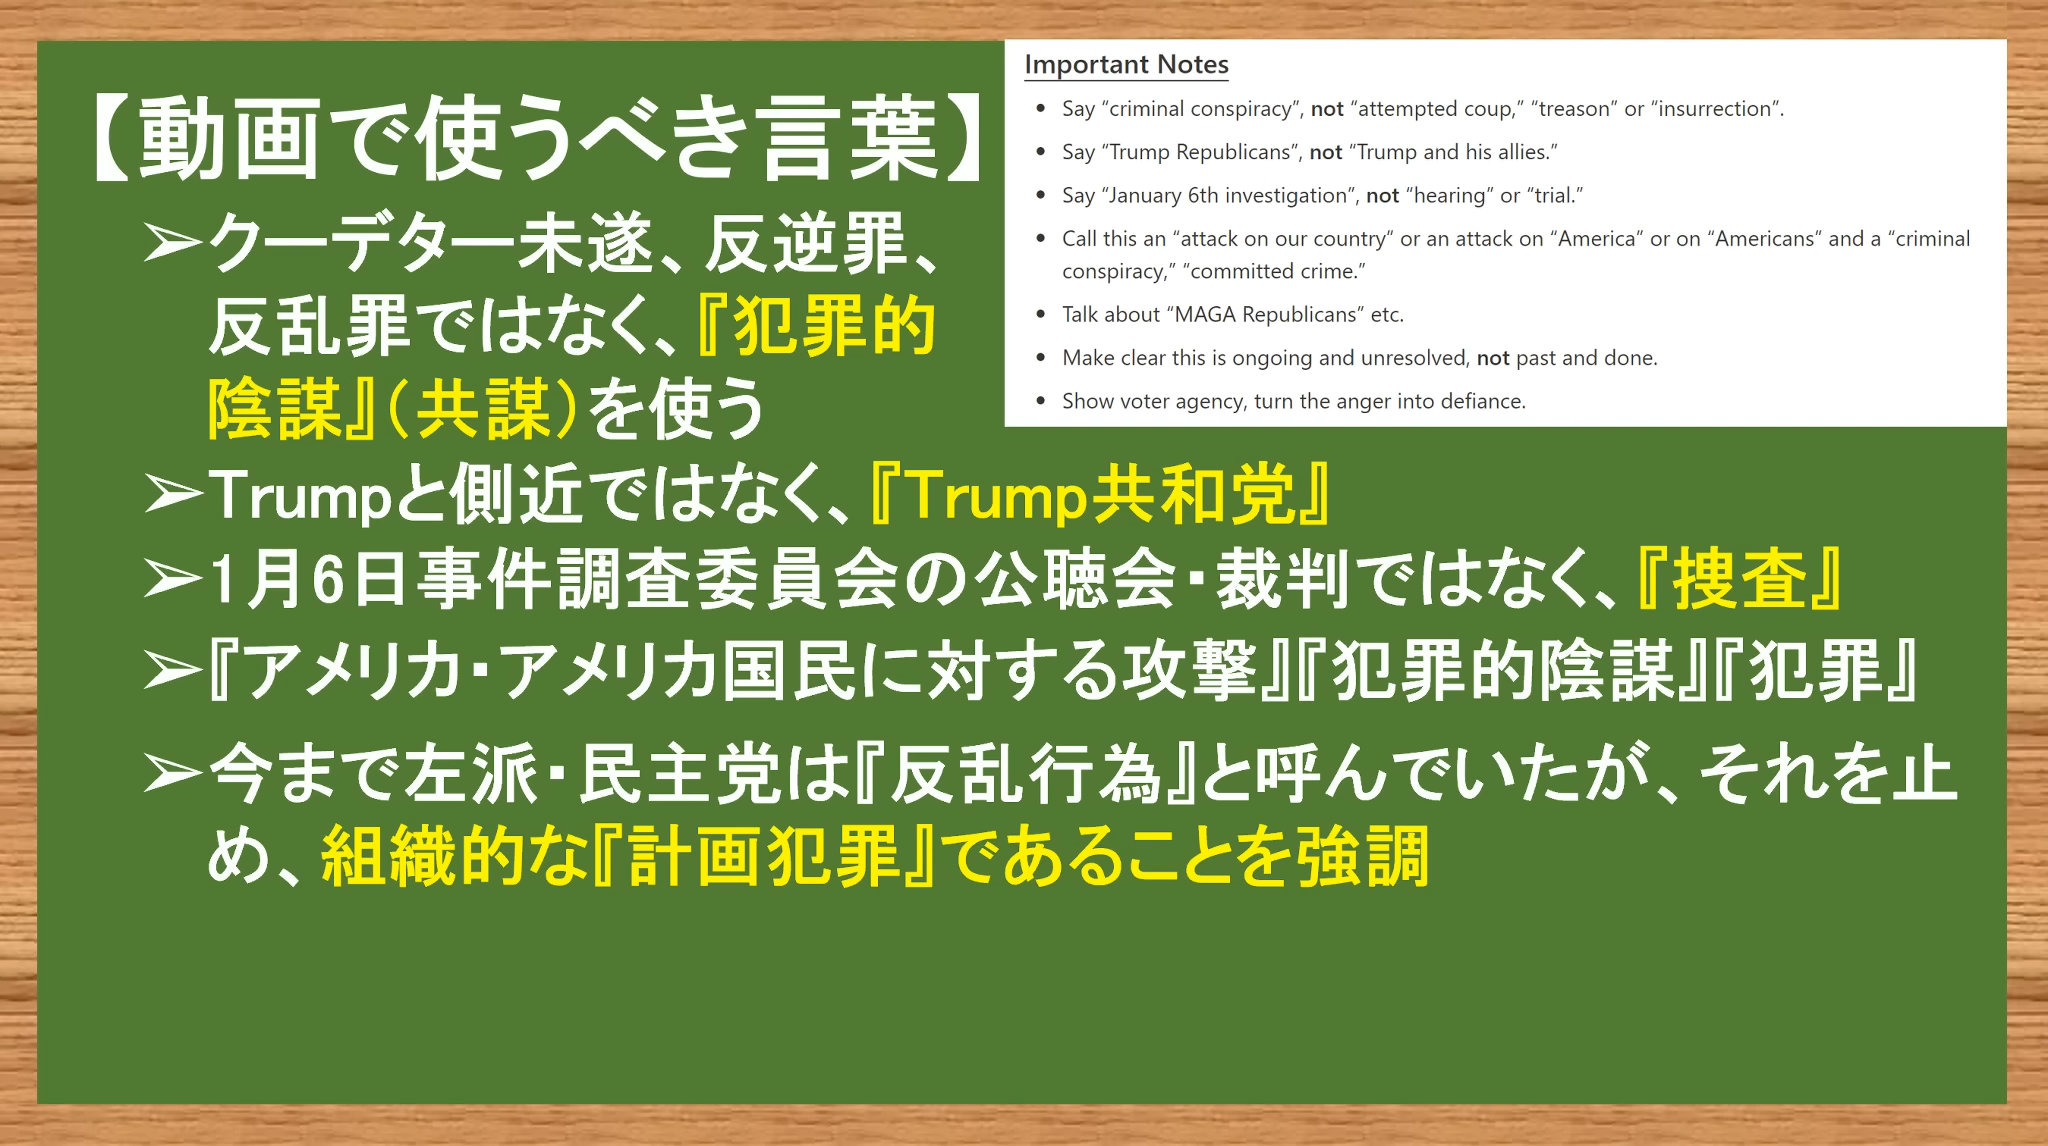 【動画で使うべき言葉】
➢クーデター未遂、反逆罪、
反乱罪ではなく、『犯罪的
陰謀』（共謀）を使う
Important Notes
• Say “criminal conspiracy”, not “attempted coup,” “treason” or “insurrection”.
• Say “Trump Republicans”, not “Trump and his allies.”
• Say “January 6th investigation”, not “hearing” or “trial.”
• Call this an “attack on our country“ or an attack on “America” or on “Americans” and a “criminal
conspiracy,” “committed crime.”
• Talk about “MAGA Republicans” etc.
• Make clear this is ongoing and unresolved, not past and done.
• Show voter agency, turn the anger into defiance.
➢Trumpと側近ではなく、『Trump共和党』
➢1月6日事件調査委員会の公聴会・裁判ではなく、『捜査』
➢『アメリカ・アメリカ国民に対する攻撃』『犯罪的陰謀』『犯罪』
➢今まで左派・民主党は『反乱行為』と呼んでいたが、それを止
め、組織的な『計画犯罪』であることを強調